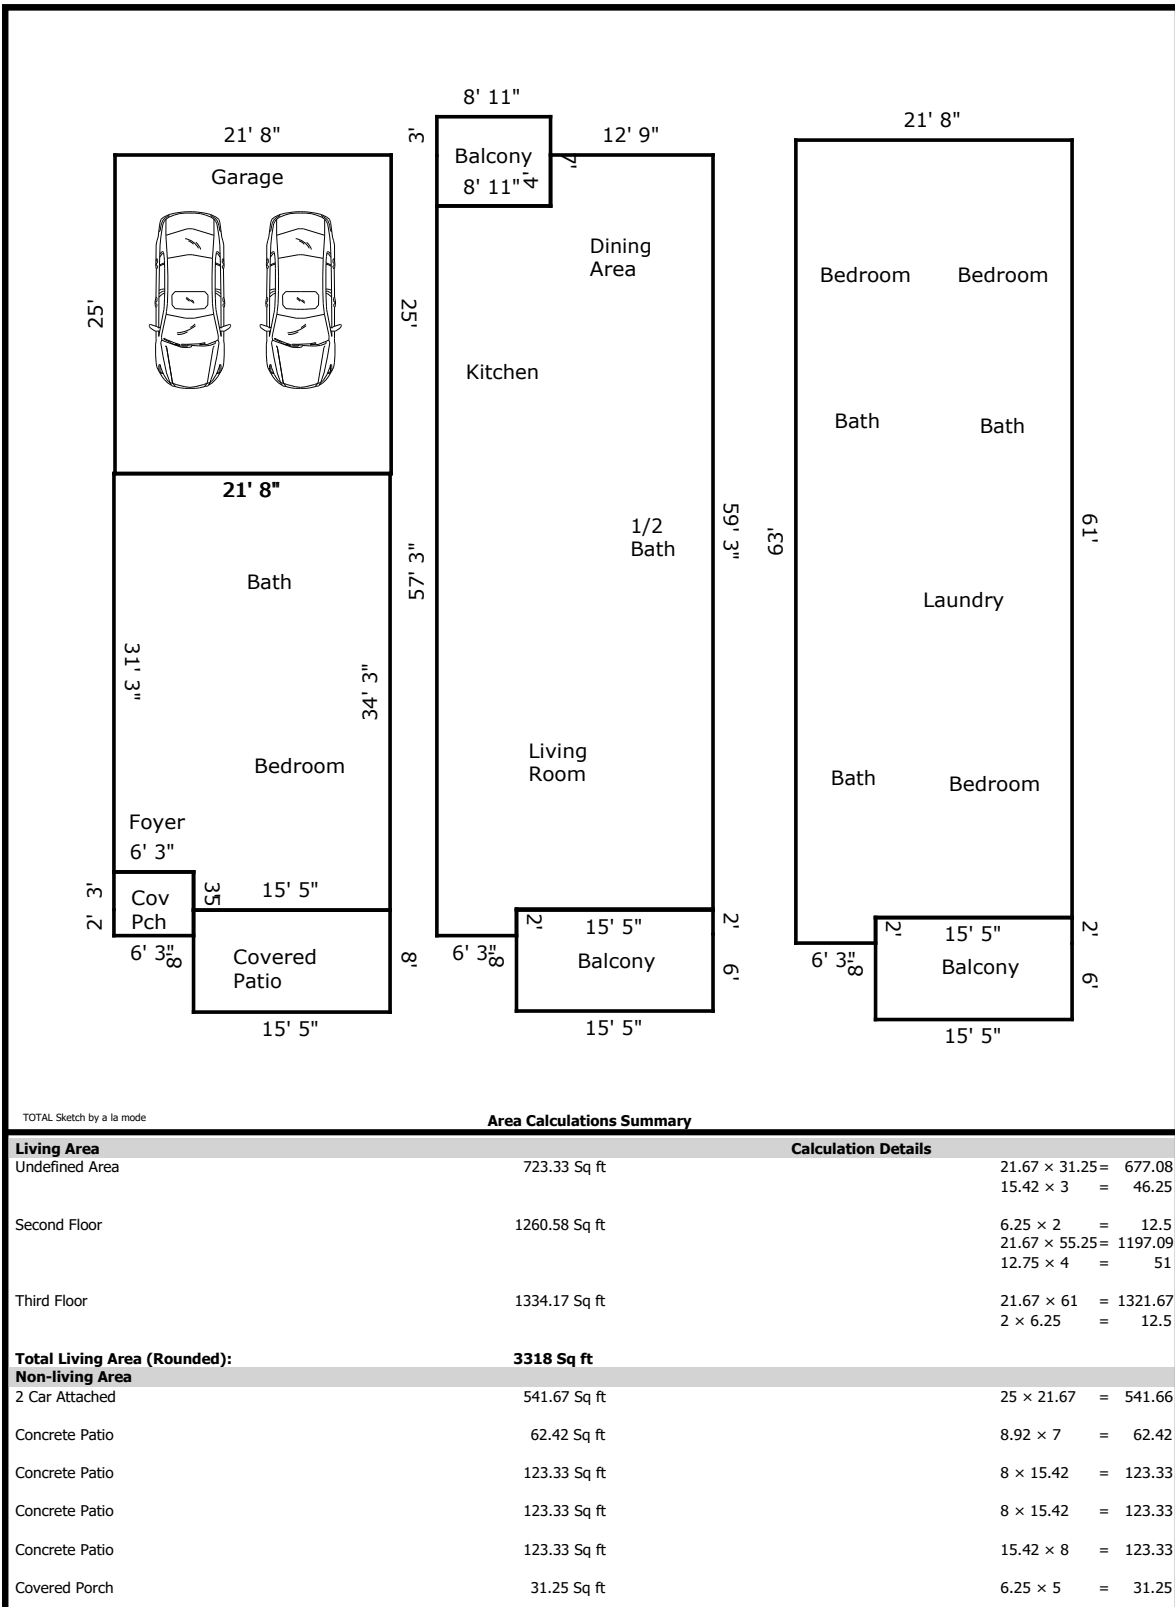 8' 11"
21' 8"
3'
12' 9"
21' 8"
Garage
Balcony
4'
8' 11"
4'
Dining
Area
Bedroom
Bedroom
25'
25'
Kitchen
Bath
Bath
21' 8"
1/2
Bath
59' 3"
63'
61'
57' 3"
Bath
Laundry
31' 3"
34' 3"
Living
Room
Bedroom
Bath
Bedroom
Foyer
6' 3"
3'
Cov
Pch
15' 5"
2'
6' 3"
8'
Covered
Patio
8'
15' 5"
2'
15' 5"
2'
6' 3"
8'
Balcony
6'
15' 5"
2'
15' 5"
2'
6' 3"
8'
Balcony
6'
15' 5"
TOTAL Sketch by a la mode
Area Calculations Summary
Living Area Calculation Details
Undefined Area 723.33 Sq ft 21.67 × 31.25 = 677.08
15.42 × 3 = 46.25
Second Floor 1260.58 Sq ft 6.25 × 2 = 12.5
21.67 × 55.25 = 1197.09
12.75 × 4 = 51
Third Floor 1334.17 Sq ft 21.67 × 61 = 1321.67
2 × 6.25 = 12.5
Total Living Area (Rounded): 3318 Sq ft
Non-living Area
2 Car Attached 541.67 Sq ft 25 × 21.67 = 541.66
Concrete Patio 62.42 Sq ft 8.92 × 7 = 62.42
Concrete Patio 123.33 Sq ft 8 × 15.42 = 123.33
Concrete Patio 123.33 Sq ft 8 × 15.42 = 123.33
Concrete Patio 123.33 Sq ft 15.42 × 8 = 123.33
Covered Porch 31.25 Sq ft 6.25 × 5 = 31.25